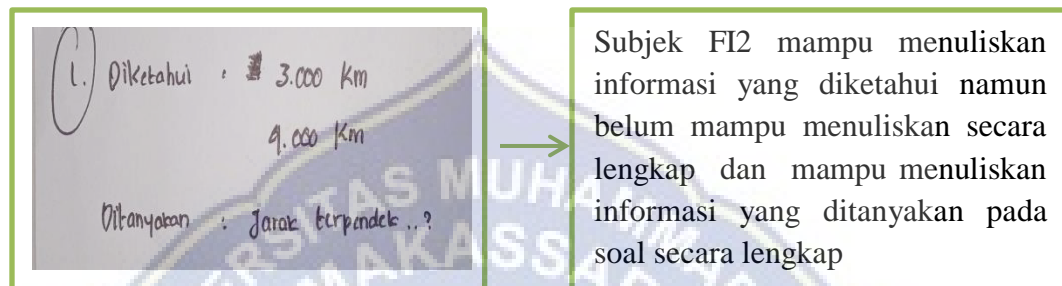 1. Diketahui : 3.000 Km
4.000 Km
Ditanyakan : Jarak terpendek ..?
Subjek FI2 mampu menuliskan
informasi yang diketahui namun
belum mampu menuliskan secara
lengkap dan mampu menuliskan
informasi yang ditanyakan pada
soal secara lengkap